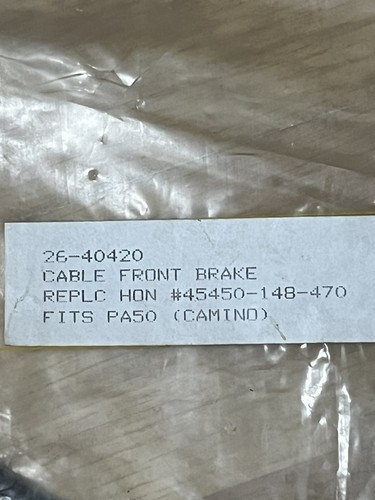 26-40420
CABLE FRONT BRAKE
REPLC HON #45450-148-470
FITS PA50 (CAMINO)